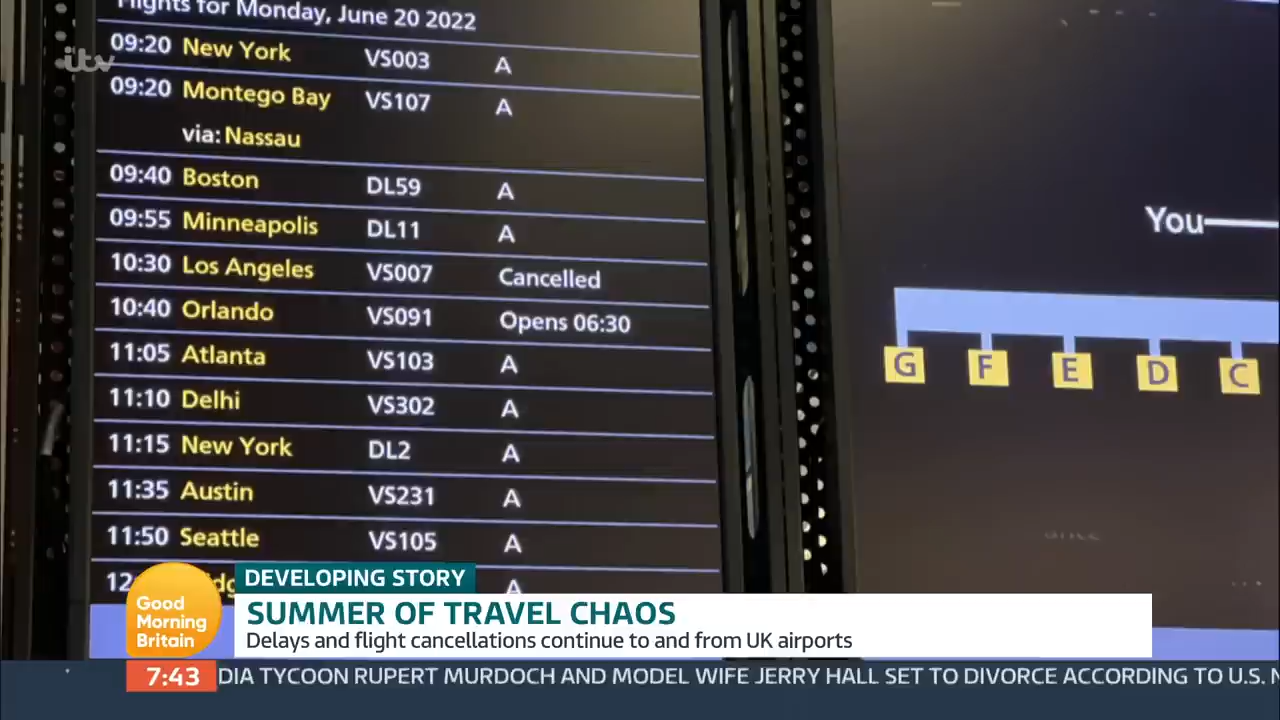 Flights for Monday, June 20 2022
itv
09:20 New York VS003 A
09:20 Montego Bay VS107 A
via: Nassau
09:40 Boston DL59 A
09:55 Minneapolis DL11 A
10:30 Los Angeles VS007 Cancelled
10:40 Orlando VS091 Opens 06:30
11:05 Atlanta VS103 A
11:10 Delhi VS302 A
11:15 New York DL2 A
11:35 Austin VS231 A
11:50 Seattle VS105 A
12 A
You
G F E D C
DEVELOPING STORY
Good
Morning
Britain
SUMMER OF TRAVEL CHAOS
Delays and flight cancellations continue to and from UK airports
7:43 DIA TYCOON RUPERT MURDOCH AND MODEL WIFE JERRY HALL SET TO DIVORCE ACCORDING TO U.S.